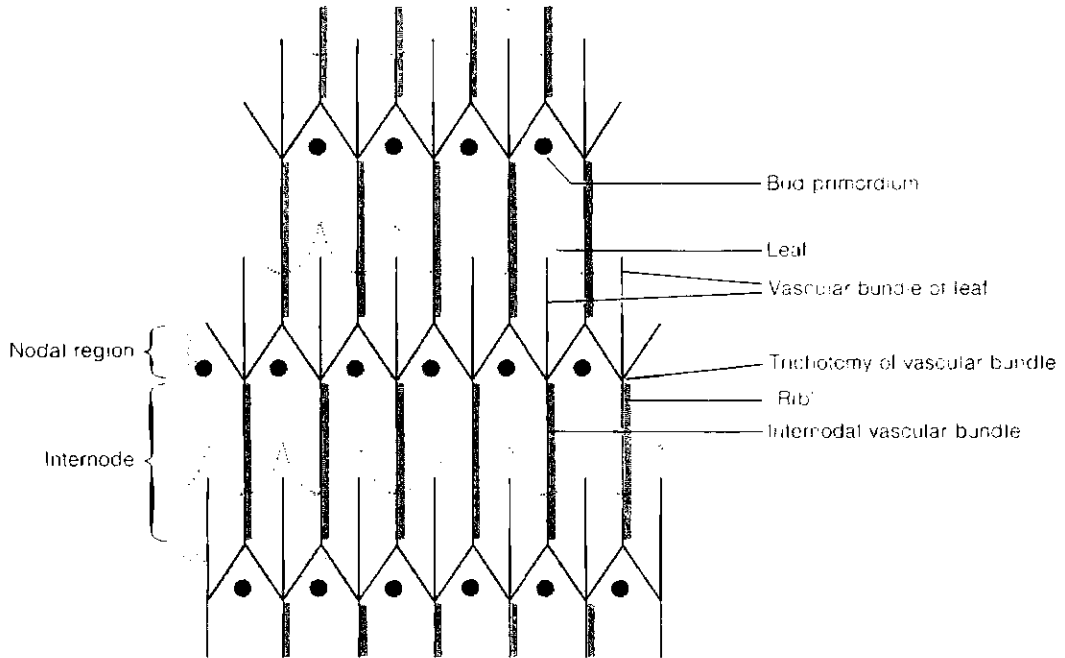 Bud primordium
Leaf
Vascular bundle of leaf
Nodal region
Trichotomy of vascular bundle
'Rib'
Internodal vascular bundle
Internode